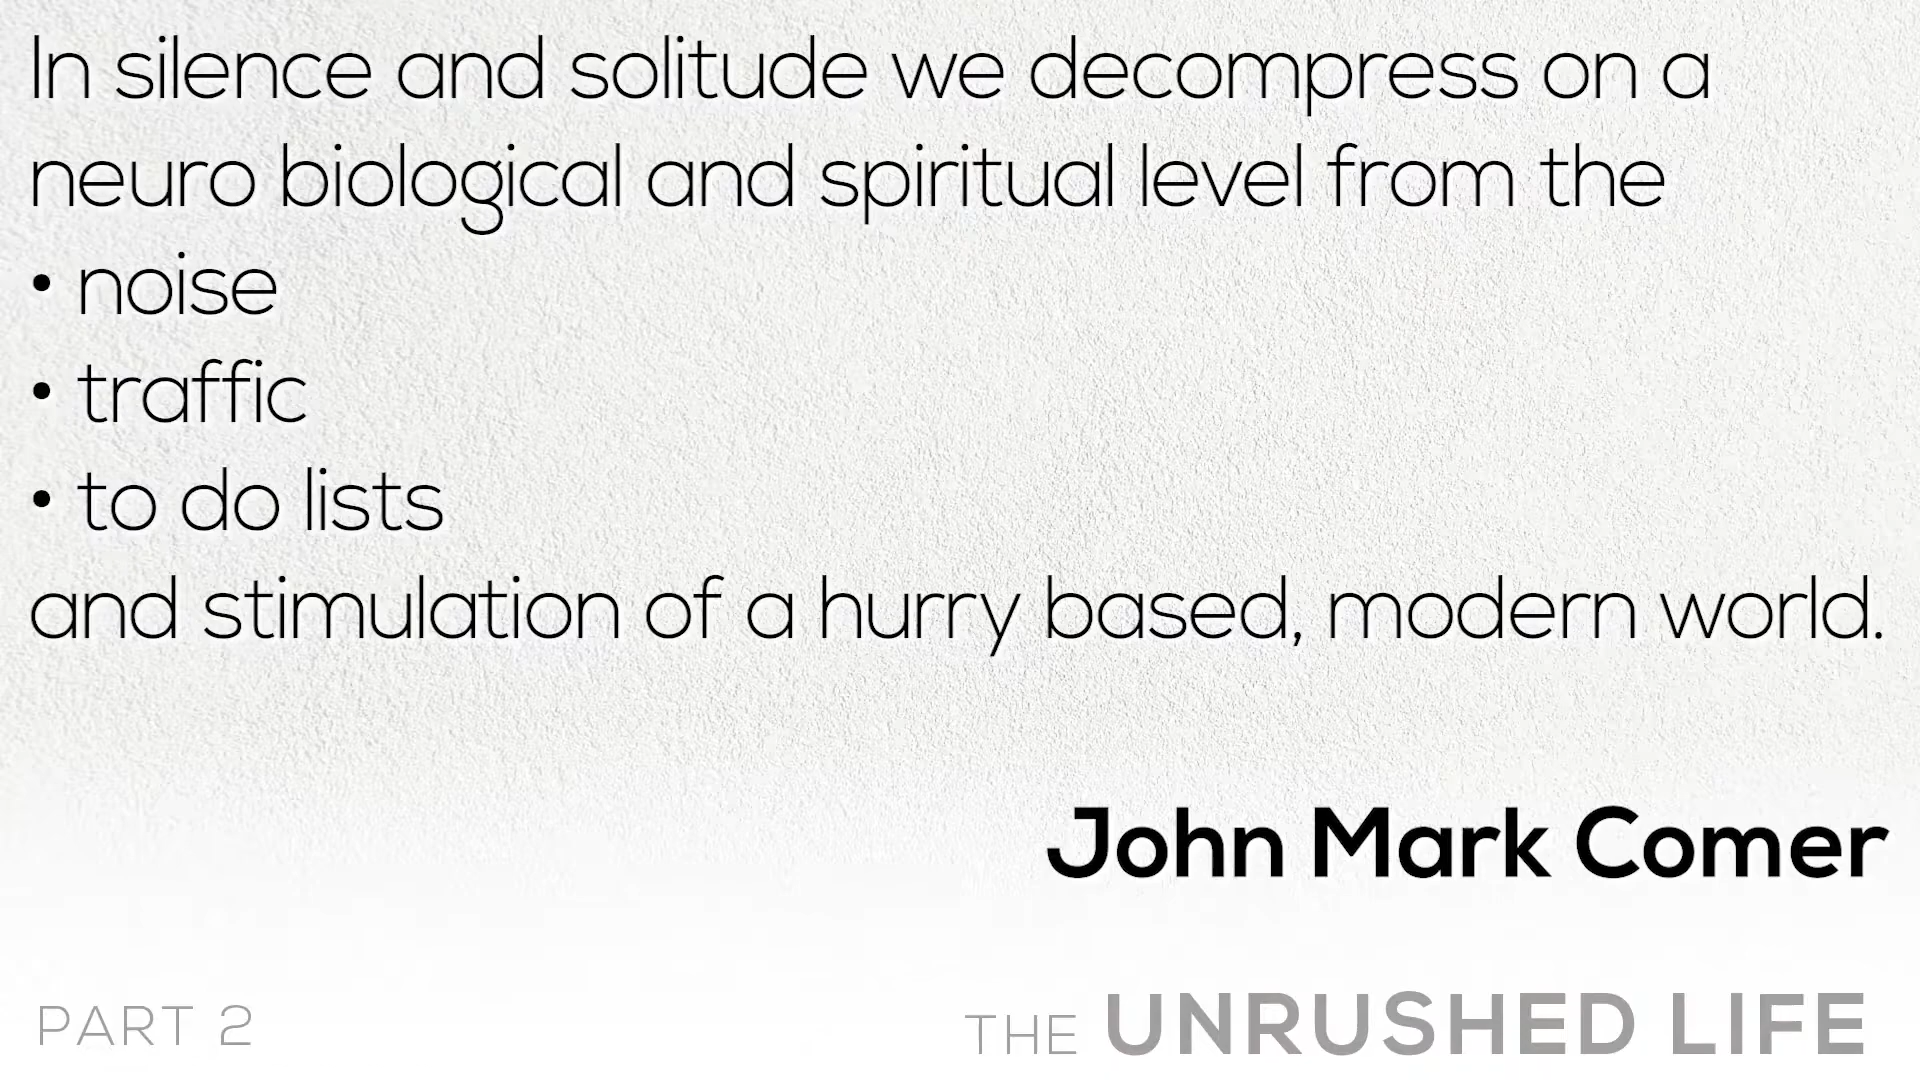 In silence and solitude we decompress on a
neuro biological and spiritual level from the
• noise
• traffic
• to do lists
and stimulation of a hurry based, modern world.
John Mark Comer
PART 2
THE UNRUSHED LIFE